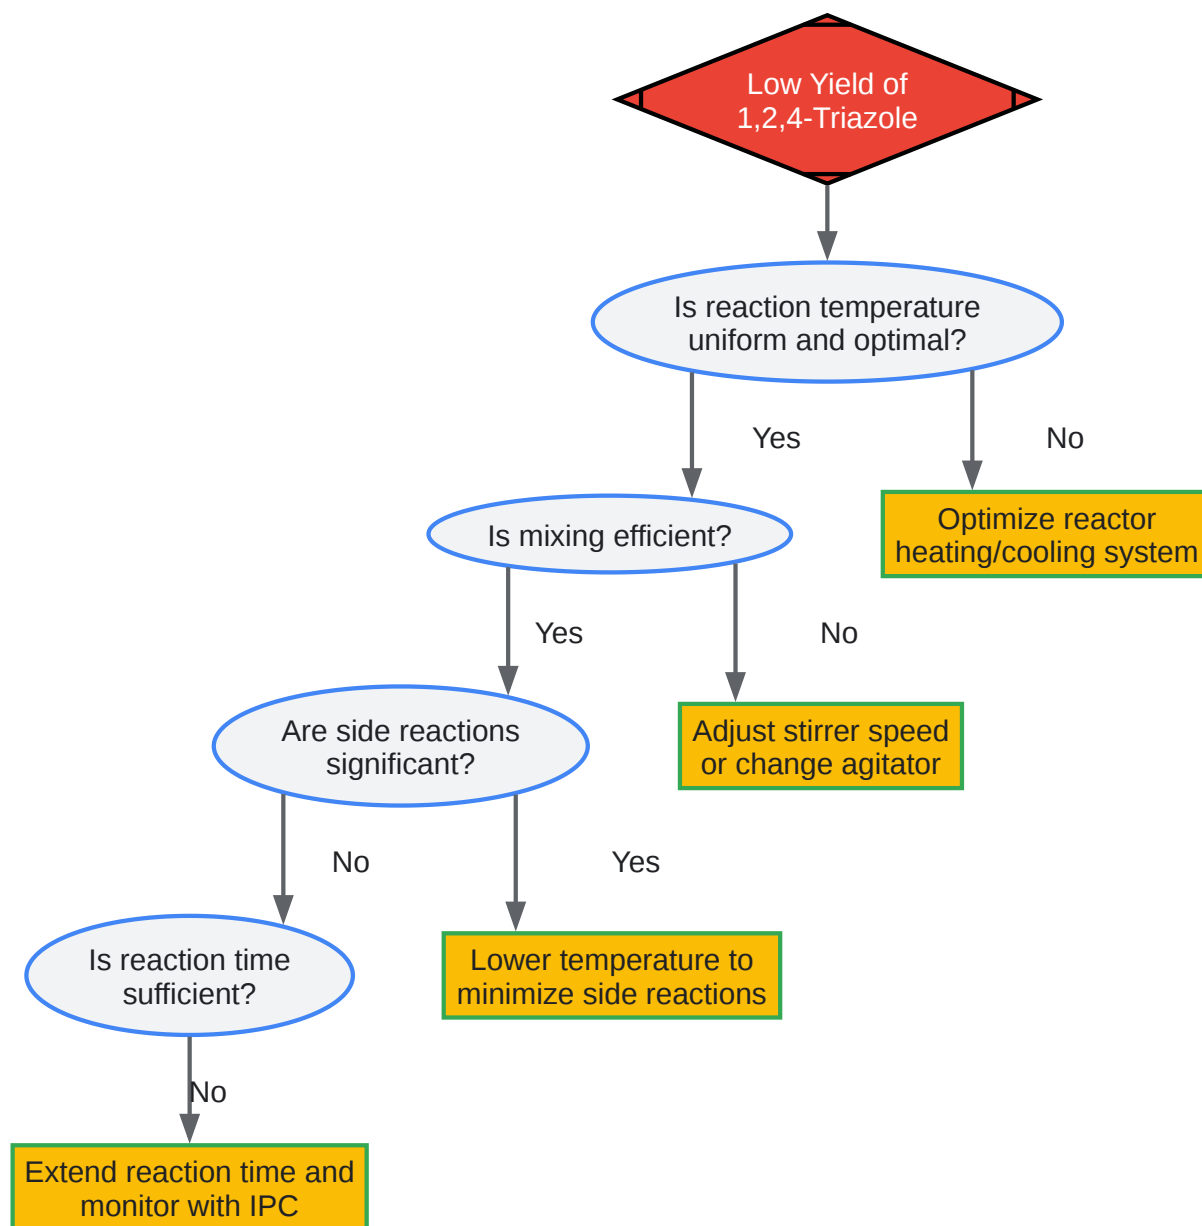 Low Yield of
1,2,4-Triazole
Is reaction temperature
uniform and optimal?
Yes
No
Is mixing efficient?
Optimize reactor
heating/cooling system
Yes
No
Are side reactions
significant?
Adjust stirrer speed
or change agitator
No
Yes
Is reaction time
sufficient?
Lower temperature to
minimize side reactions
No
Extend reaction time and
monitor with IPC